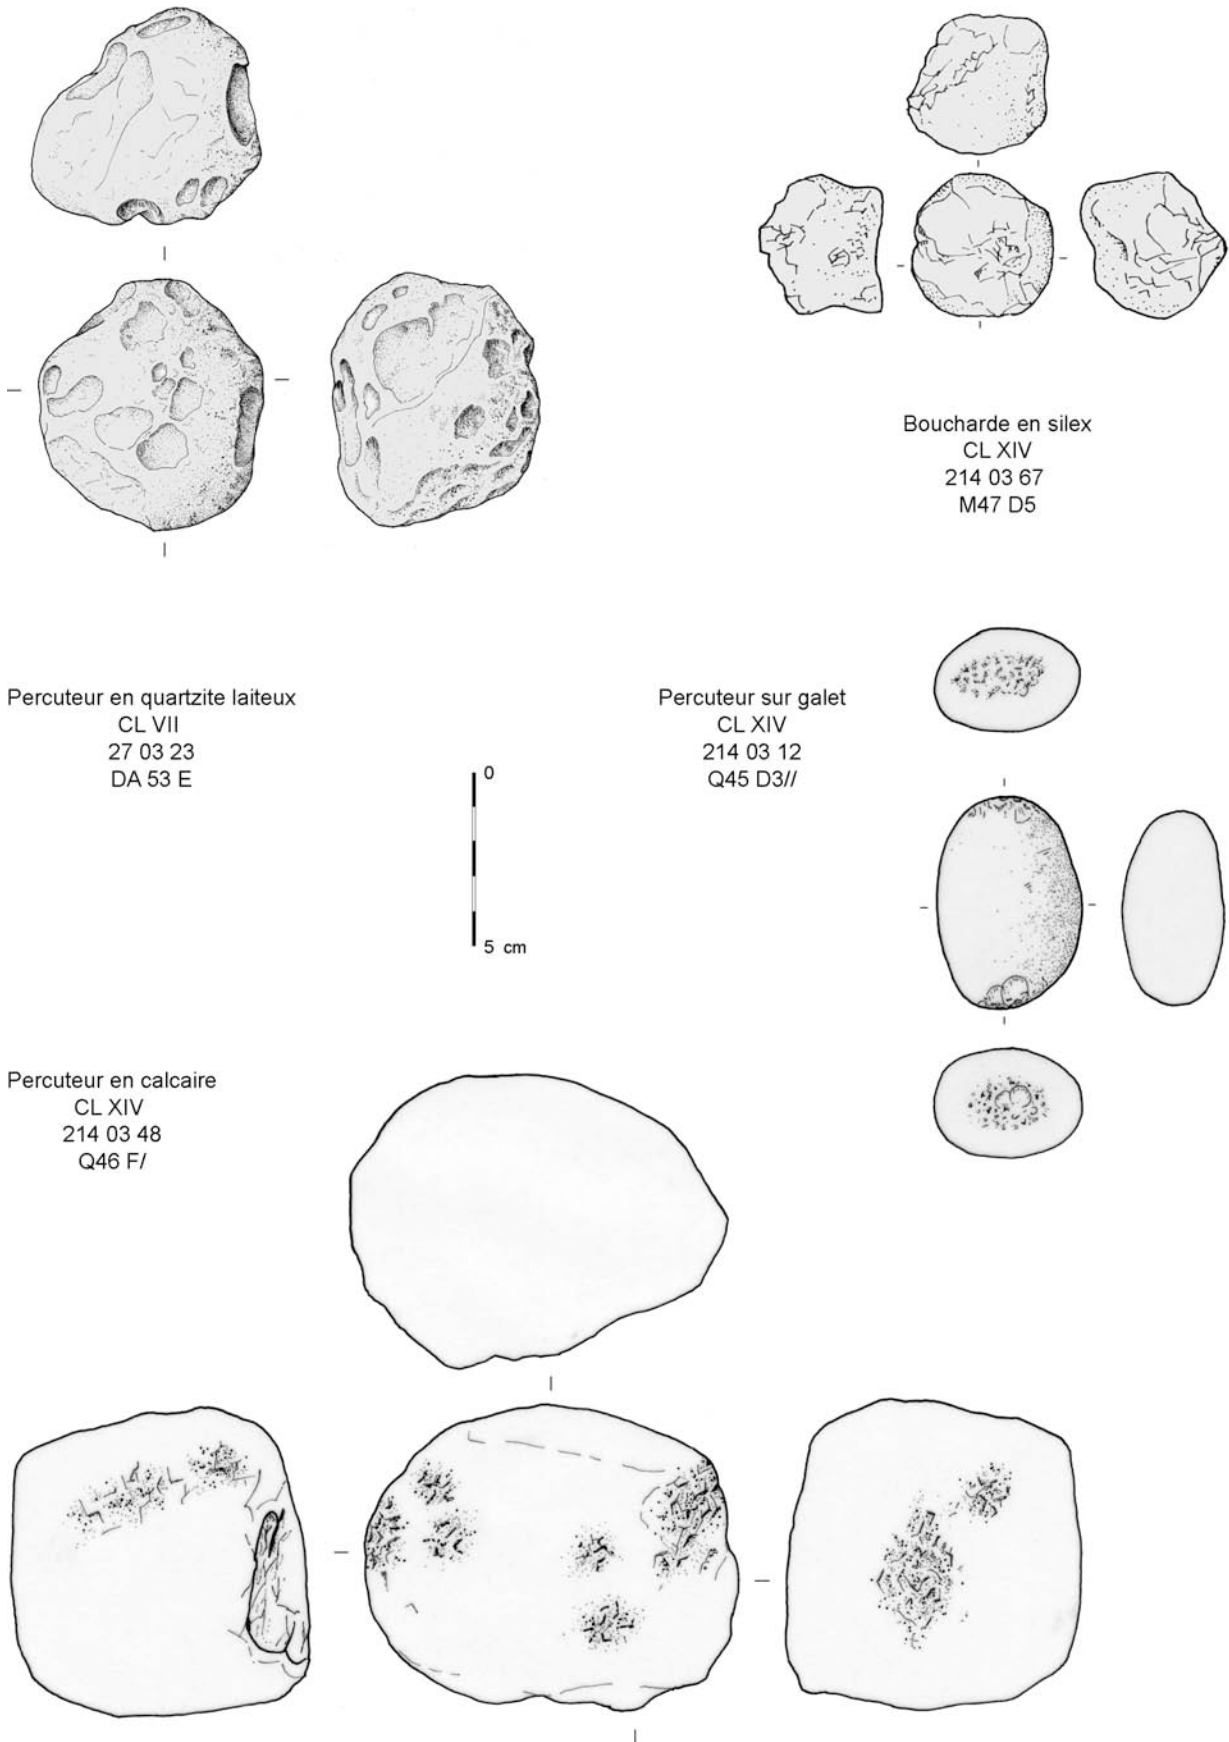 Boucharde en silex
CL XIV
214 03 67
M47 D5
Percuteur en quartzite laiteux
CL VII
27 03 23
DA 53 E
Percuteur sur galet
CL XIV
214 03 12
Q45 D3//
0
5 cm
Percuteur en calcaire
CL XIV
214 03 48
Q46 F/